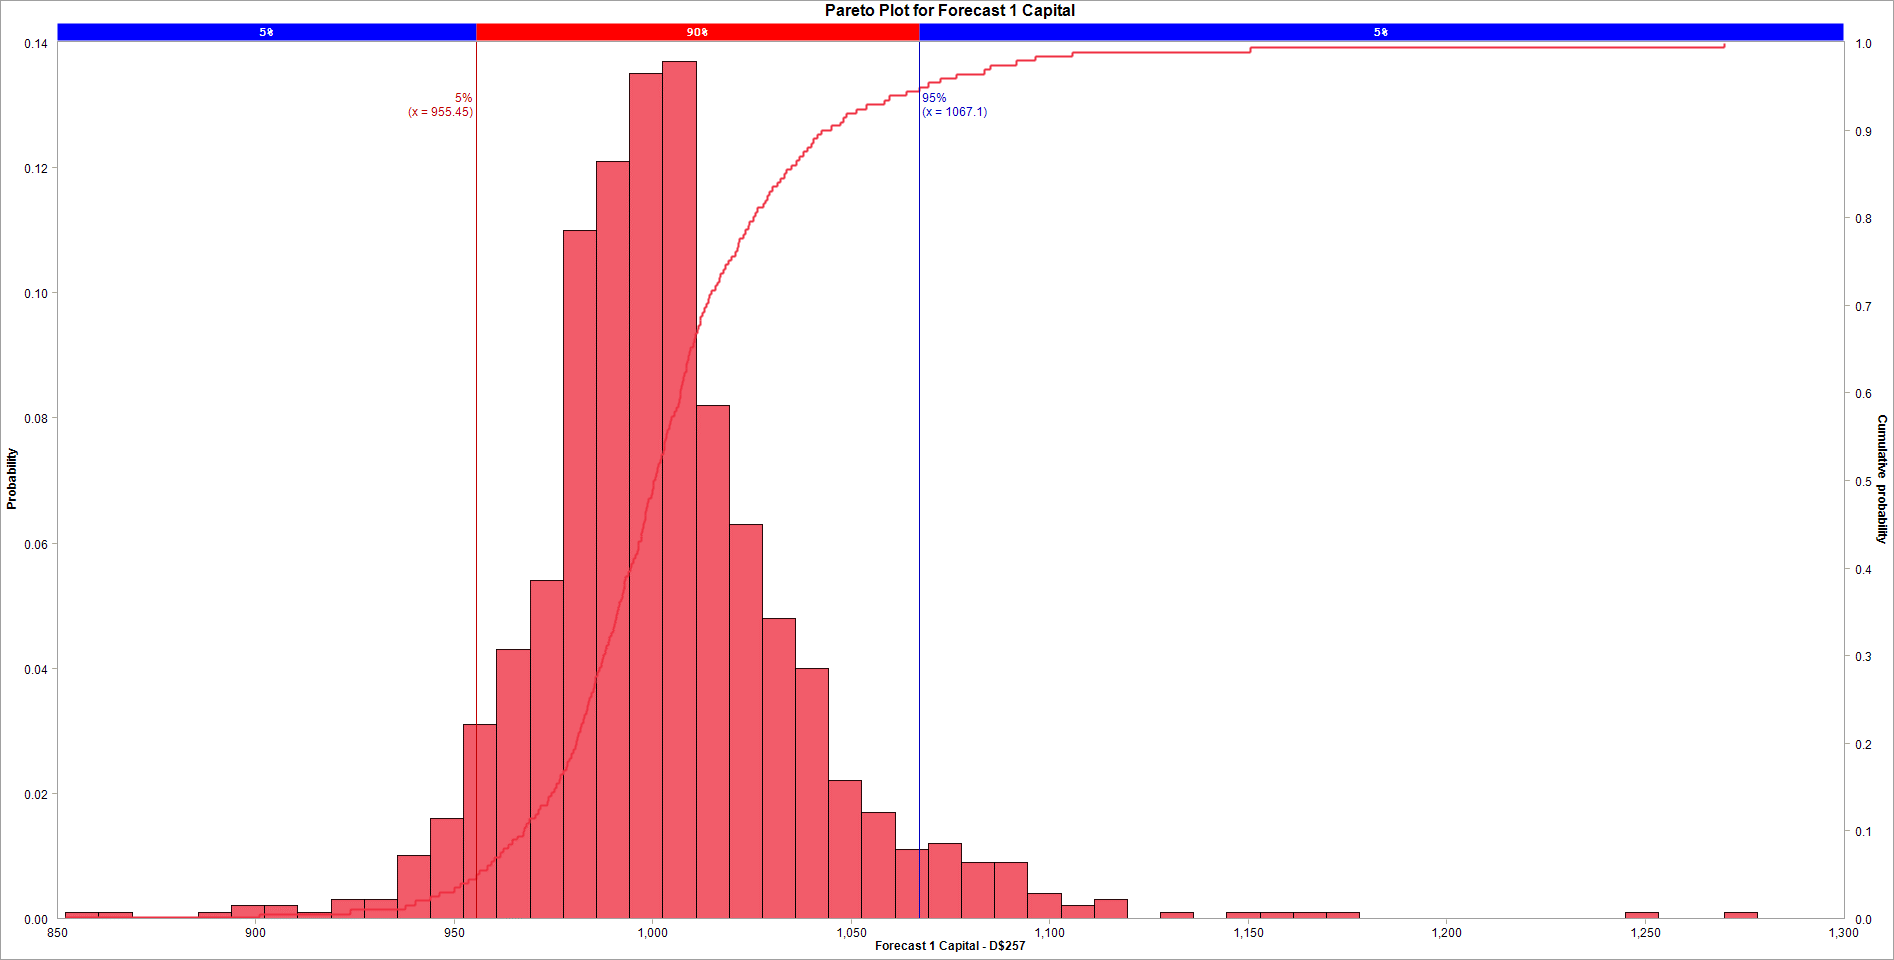 Pareto Plot for Forecast 1 Capital
5% 90% 5%
0.14
0.12
0.10
0.08
0.06
0.04
0.02
0.00
Probability
5%
(x = 955.45)
95%
(x = 1067.1)
1.0
0.9
0.8
0.7
0.6
0.5
0.4
0.3
0.2
0.1
0.0
Cumulative probability
850 900 950 1,000 1,050 1,100 1,150 1,200 1,250 1,300
Forecast 1 Capital - D$257